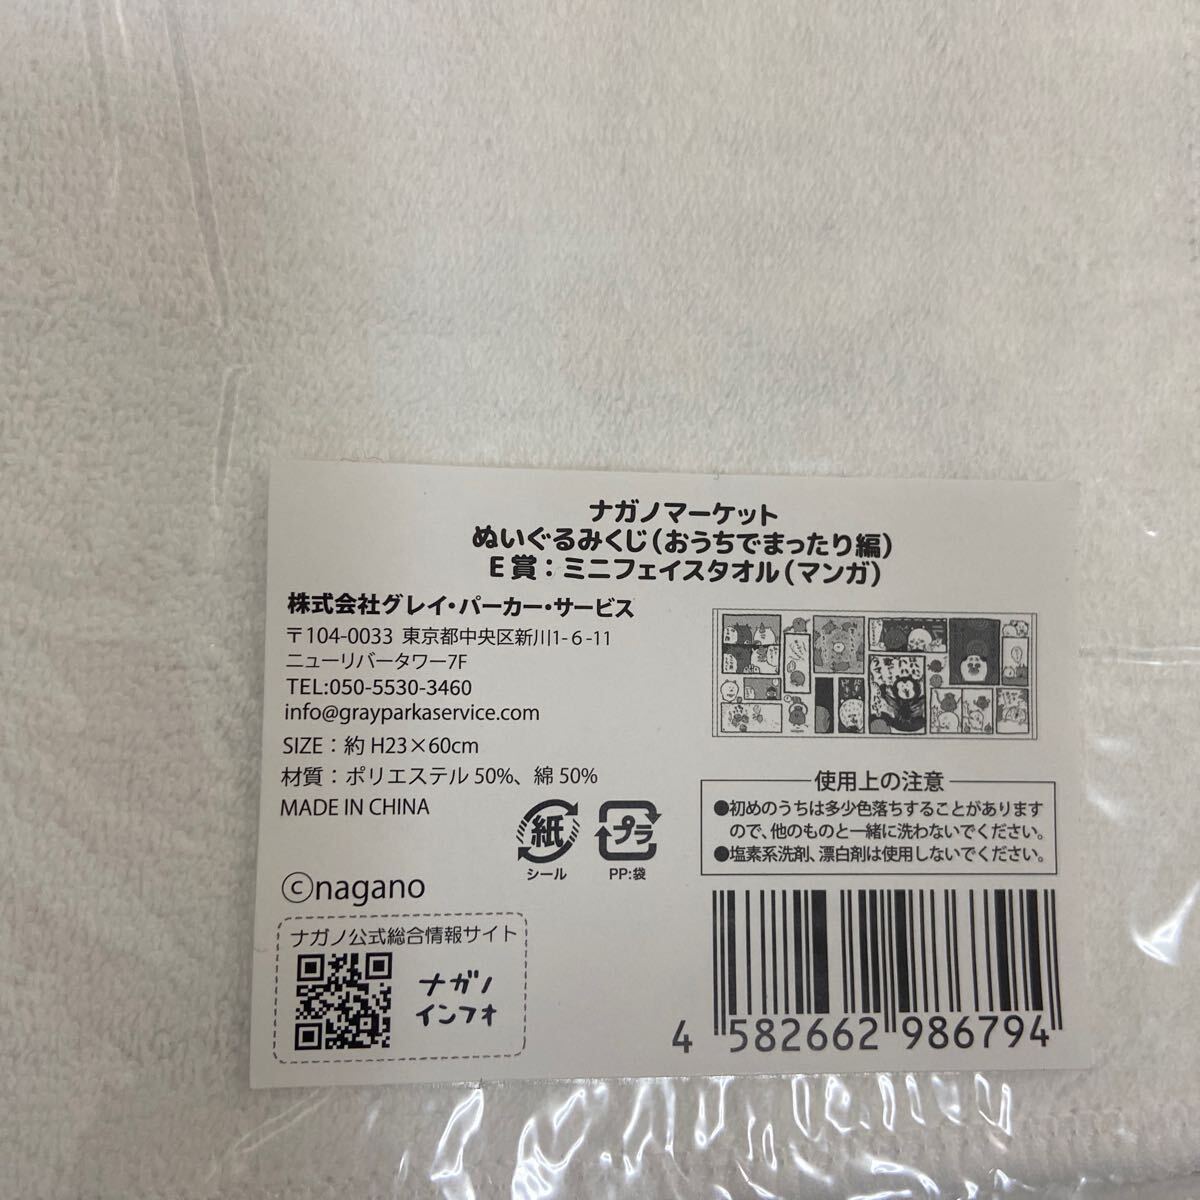 ナガノマーケット
ぬいぐるみくじ(おうちでまったり編)
E賞:ミニフェイスタオル(マンガ)
株式会社グレイ・パーカー・サービス
〒104-0033 東京都中央区新川1-6-11
ニューリバータワー7F
TEL:050-5530-3460
info@grayparkaservice.com
SIZE:約 H23×60cm
材質:ポリエステル50%、綿50%
MADE IN CHINA
紙
シール
プラ
PP:袋
©nagano
ナガノ公式総合情報サイト
ナガノ
インフォ
使用上の注意
●初めのうちは多少色落ちすることがあります
ので、他のものと一緒に洗わないでください。
●塩素系洗剤、漂白剤は使用しないでください。
4 582662 986794